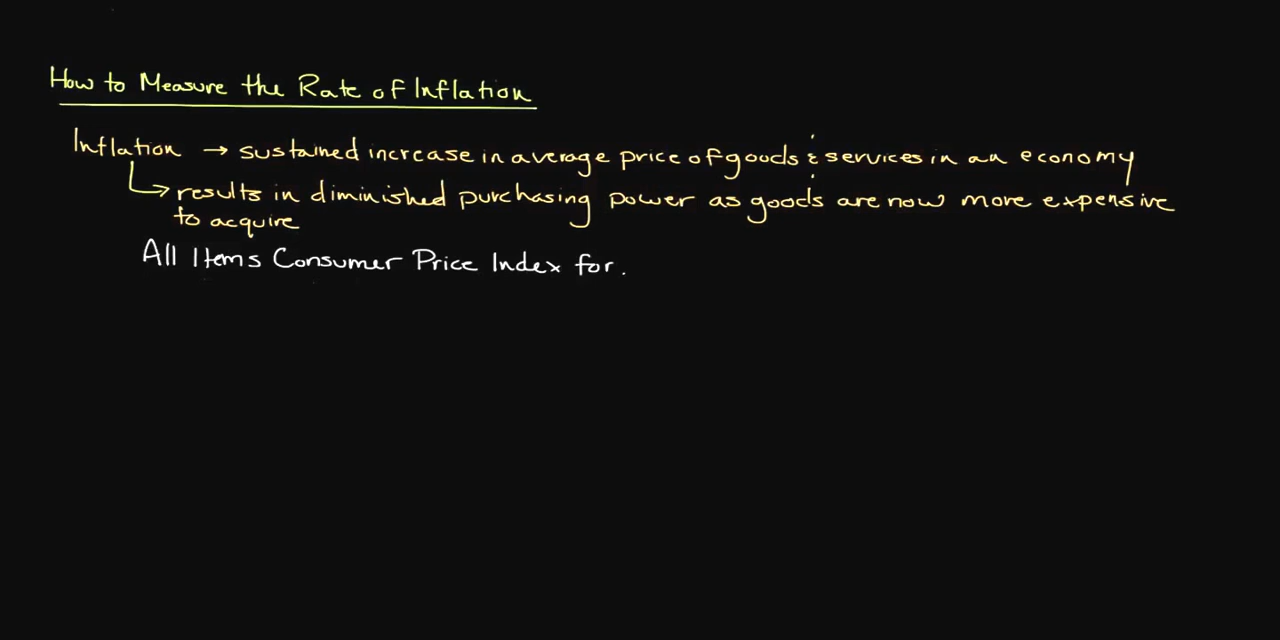 How to Measure the Rate of Inflation
Inflation → sustained increase in average price of goods & services in an economy
↳ results in diminished purchasing power as goods are now more expensive
to acquire
All Items Consumer Price Index for.